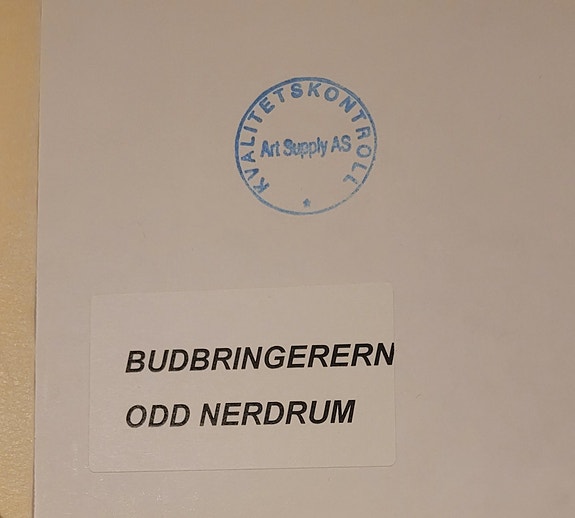 KVALITETSKONTROLL
Art Supply AS
BUDBRINGERERN
ODD NERDRUM